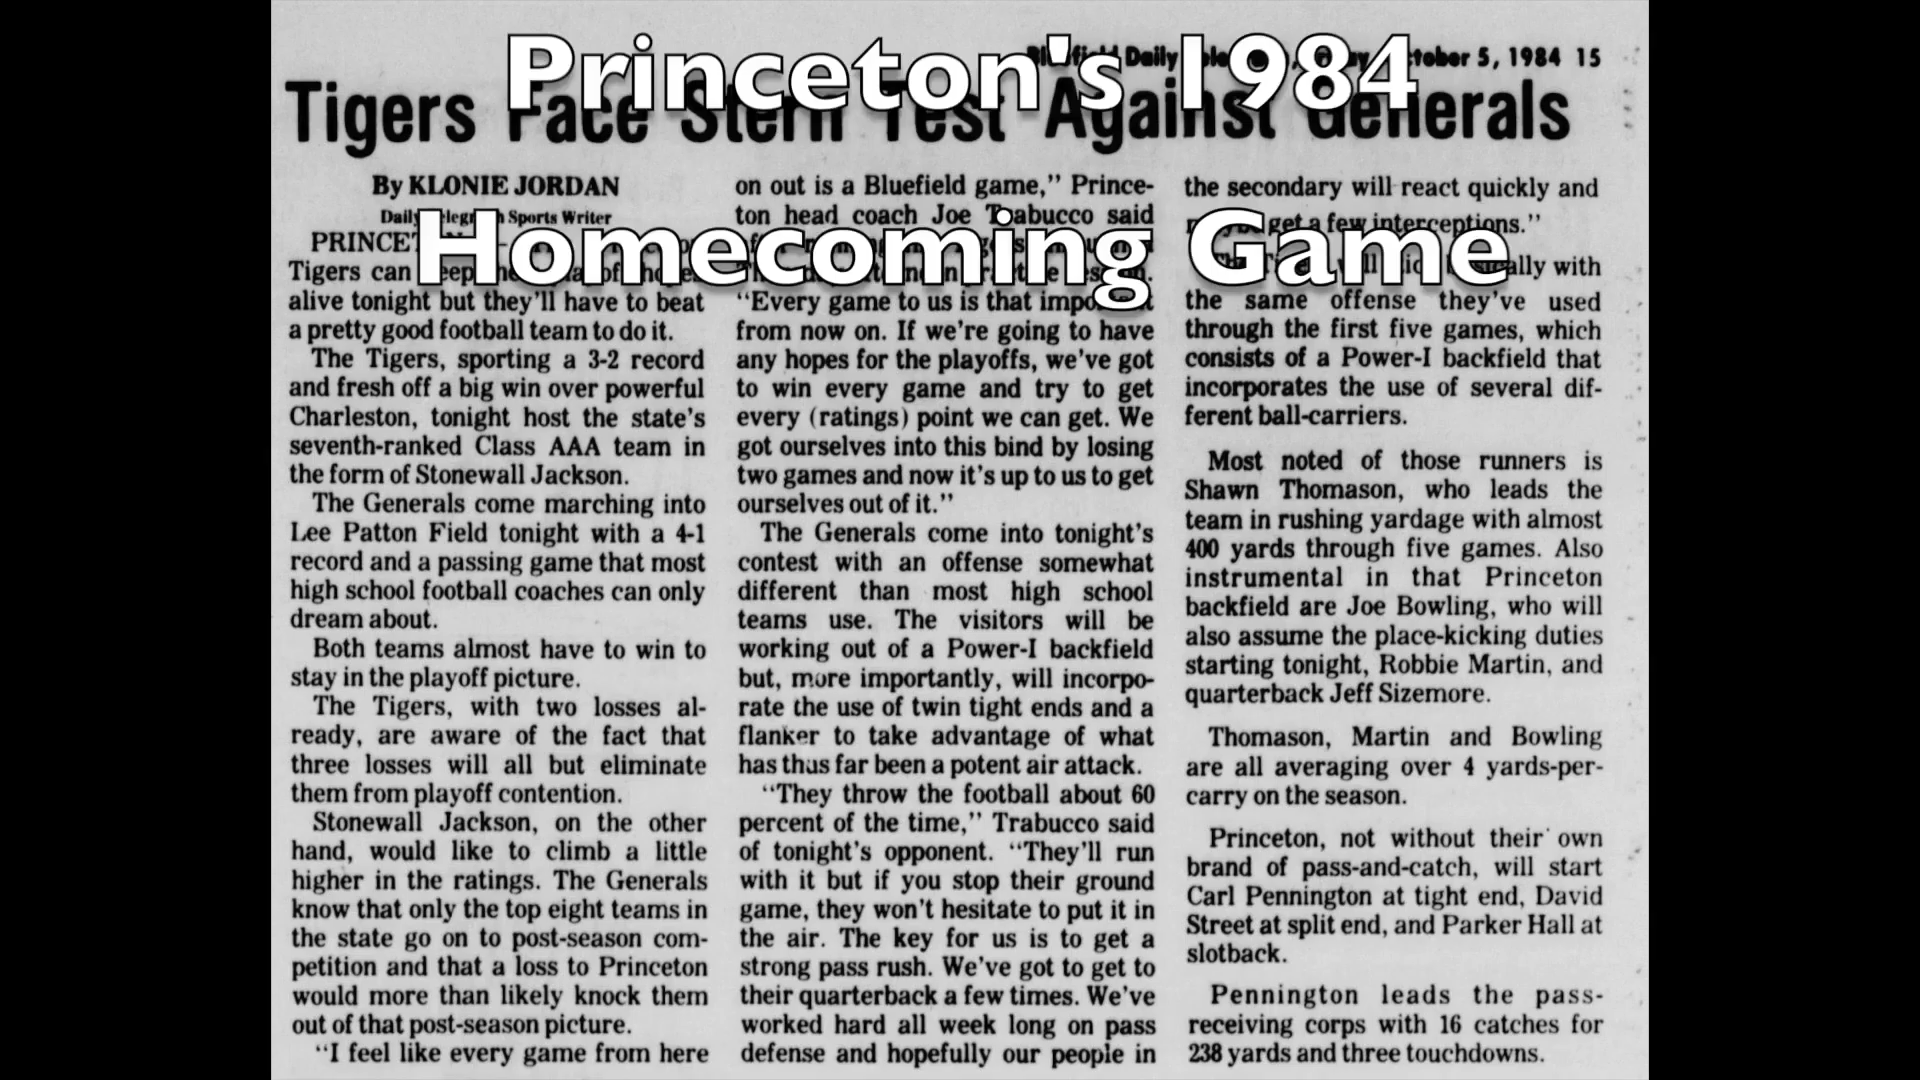 Princeton's 1984
Homecoming Game
Daily October 5, 1984 15
Tigers Face Stern Test Against Generals
By KLONIE JORDAN
Sports Writer
Tigers can
alive tonight but they'll have to beat
a pretty good football team to do it.
The Tigers, sporting a 3-2 record
and fresh off a big win over powerful
Charleston, tonight host the state's
seventh-ranked Class AAA team in
the form of Stonewall Jackson.
The Generals come marching into
Lee Patton Field tonight with a 4-1
record and a passing game that most
high school football coaches can only
dream about.
Both teams almost have to win to
stay in the playoff picture.
The Tigers, with two losses al-
ready, are aware of the fact that
three losses will all but eliminate
them from playoff contention.
Stonewall Jackson, on the other
hand, would like to climb a little
higher in the ratings. The Generals
know that only the top eight teams in
the state go on to post-season com-
petition and that a loss to Princeton
would more than likely knock them
out of that post-season picture.
"I feel like every game from here
on out is a Bluefield game," Prince-
ton head coach Joe Trabucco said
"Every game to us is that important
from now on. If we're going to have
any hopes for the playoffs, we've got
to win every game and try to get
every (ratings) point we can get. We
got ourselves into this bind by losing
two games and now it's up to us to get
ourselves out of it."
The Generals come into tonight's
contest with an offense somewhat
different than most high school
teams use. The visitors will be
working out of a Power-I backfield
but, more importantly, will incorpo-
rate the use of twin tight ends and a
flanker to take advantage of what
has thus far been a potent air attack.
"They throw the football about 60
percent of the time," Trabucco said
of tonight's opponent. "They'll run
with it but if you stop their ground
game, they won't hesitate to put it in
the air. The key for us is to get a
strong pass rush. We've got to get to
their quarterback a few times. We've
worked hard all week long on pass
defense and hopefully our people in
the secondary will react quickly and
get a few interceptions."
with
the same offense they've used
through the first five games, which
consists of a Power-I backfield that
incorporates the use of several dif-
ferent ball-carriers.
Most noted of those runners is
Shawn Thomason, who leads the
team in rushing yardage with almost
400 yards through five games. Also
instrumental in that Princeton
backfield are Joe Bowling, who will
also assume the place-kicking duties
starting tonight, Robbie Martin, and
quarterback Jeff Sizemore.
Thomason, Martin and Bowling
are all averaging over 4 yards-per-
carry on the season.
Princeton, not without their own
brand of pass-and-catch, will start
Carl Pennington at tight end, David
Street at split end, and Parker Hall at
slotback.
Pennington leads the pass-
receiving corps with 16 catches for
238 yards and three touchdowns.